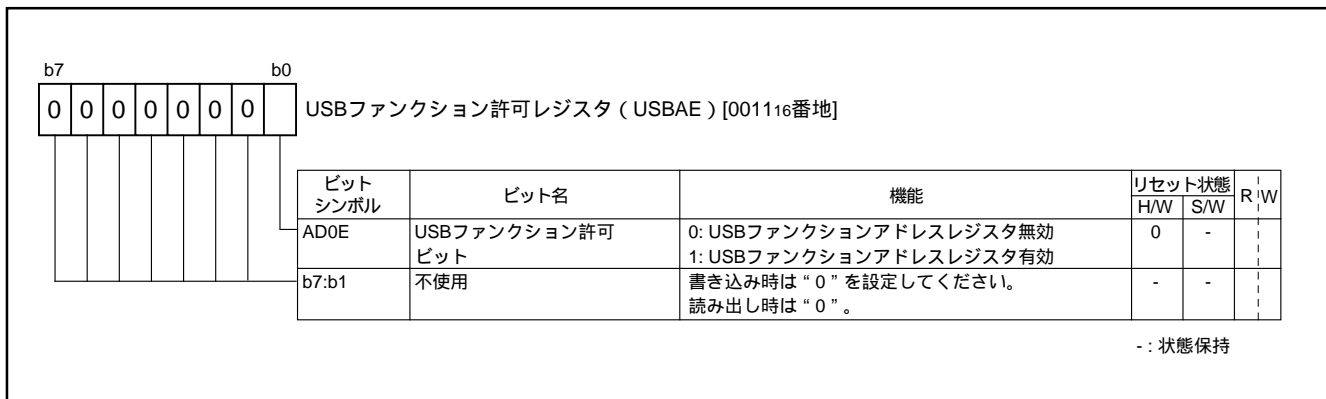 b7 b0
0 0 0 0 0 0 0 USBファンクション許可レジスタ(USBAE)[001116番地]
ビットシンボル ビット名 機能 リセット状態 R W
H/W S/W
AD0E USBファンクション許可 0: USBファンクションアドレスレジスタ無効 0 -
ビット 1: USBファンクションアドレスレジスタ有効
b7:b1 不使用 書き込み時は“0”を設定してください。 - -
読み出し時は“0”。
- : 状態保持